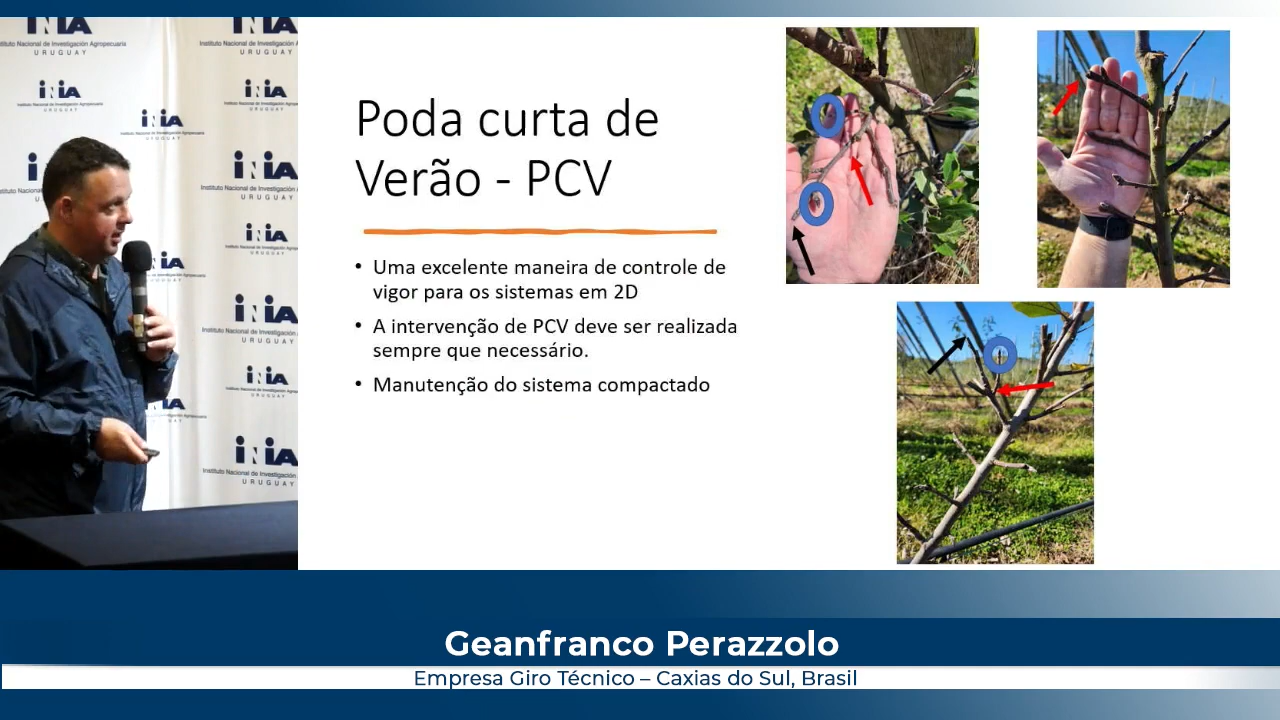 INIA
Instituto Nacional de Investigación Agropecuaria
URUGUAY
Poda curta de
Verão - PCV
• Uma excelente maneira de controle de
vigor para os sistemas em 2D
• A intervenção de PCV deve ser realizada
sempre que necessário.
• Manutenção do sistema compactado
Geanfranco Perazzolo
Empresa Giro Técnico – Caxias do Sul, Brasil